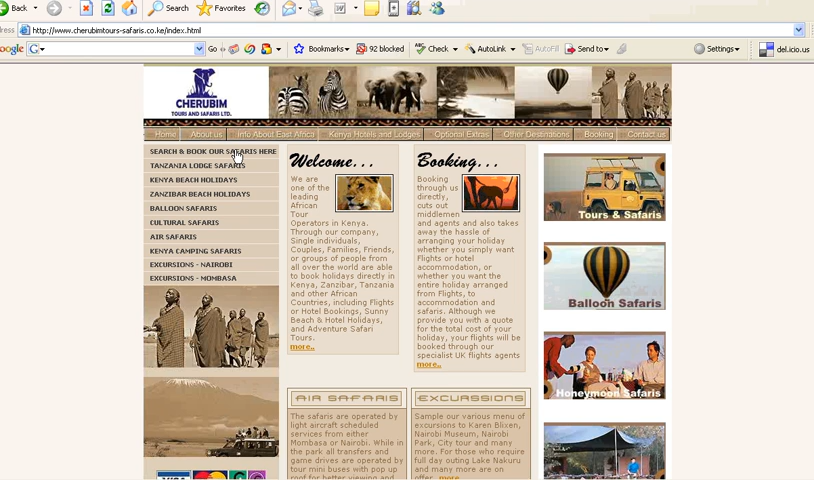 Back
Search
Favorites
http://www.cherubimtours-safaris.co.ke/index.html
Go
Bookmarks
92 blocked
Check
AutoLink
AutoFill
Send to
Settings
del.icio.us
CHERUBIM
TOURS AND SAFARIS LTD.
Home
About us
Info About East Africa
Kenya Hotels and Lodges
Optional Extras
Other Destinations
Booking
Contact us
SEARCH & BOOK OUR SAFARIS HERE
TANZANIA LODGE SAFARIS
KENYA BEACH HOLIDAYS
ZANZIBAR BEACH HOLIDAYS
BALLOON SAFARIS
CULTURAL SAFARIS
AIR SAFARIS
KENYA CAMPING SAFARIS
EXCURSIONS - NAIROBI
EXCURSIONS - MOMBASA
Welcome...
We are
one of the
leading
African
Tour
Operators in Kenya.
Through our company,
Single individuals,
Couples, Families, Friends,
or groups of people from
all over the world are able
to book holidays directly in
Kenya, Zanzibar, Tanzania
and other African
Countries, including Flights
or Hotel Bookings, Sunny
Beach & Hotel Holidays,
and Adventure Safari
Tours.
more..
Booking...
Booking
through us
directly,
cuts out
middlemen
and agents and also takes
away the hassle of
arranging your holiday
whether you simply want
Flights or hotel
accommodation, or
whether you want the
entire holiday arranged
from Flights, to
accommodation and
safaris. Although we
provide you with a quote
for the total cost of your
holiday, your flights will be
booked through our
specialist UK flights agents
more..
AIR SAFARIS
The safaris are operated by
light aircraft scheduled
services from either
Mombasa or Nairobi. While in
the park all transfers and
game drives are operated by
tour mini buses with pop up
roof for better viewing and
EXCURSSIONS
Sample our various menu of
excursions to Karen Blixen,
Nairobi Museum, Nairobi
Park, City tour and many
more. For those who require
full day outing Lake Nakuru
and many more are on
offer. more..
Tours & Safaris
Balloon Safaris
Honeymoon Safaris
VISA